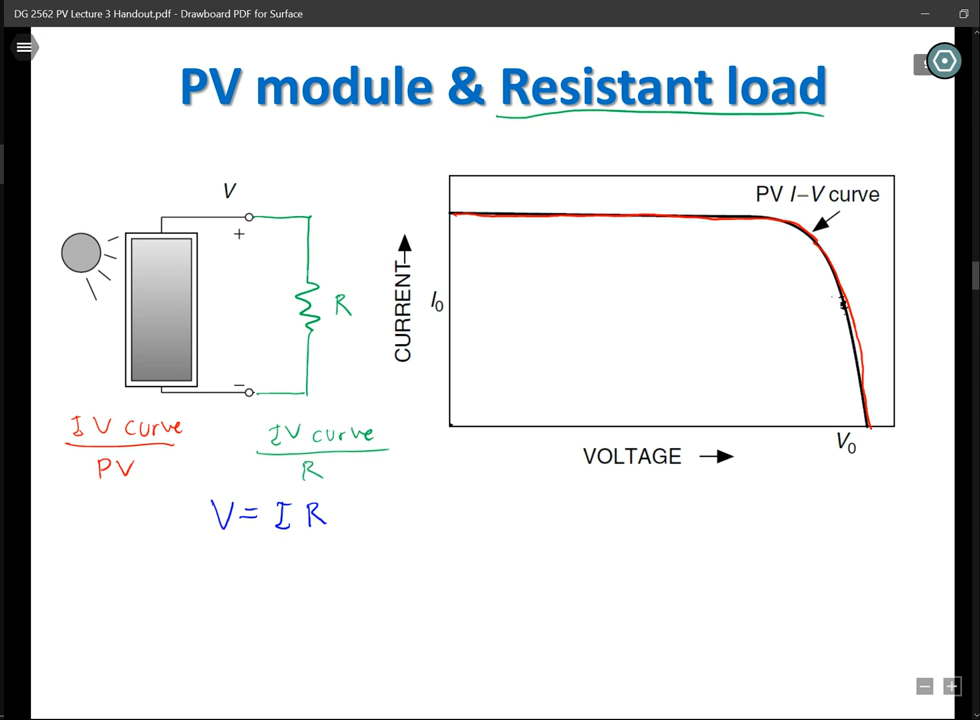 DG 2562 PV Lecture 3 Handout.pdf - Drawboard PDF for Surface
PV module & Resistant load
V
+
R
−
I V curve
PV
IV curve
R
V = I R
PV I–V curve
CURRENT
I0
V0
VOLTAGE